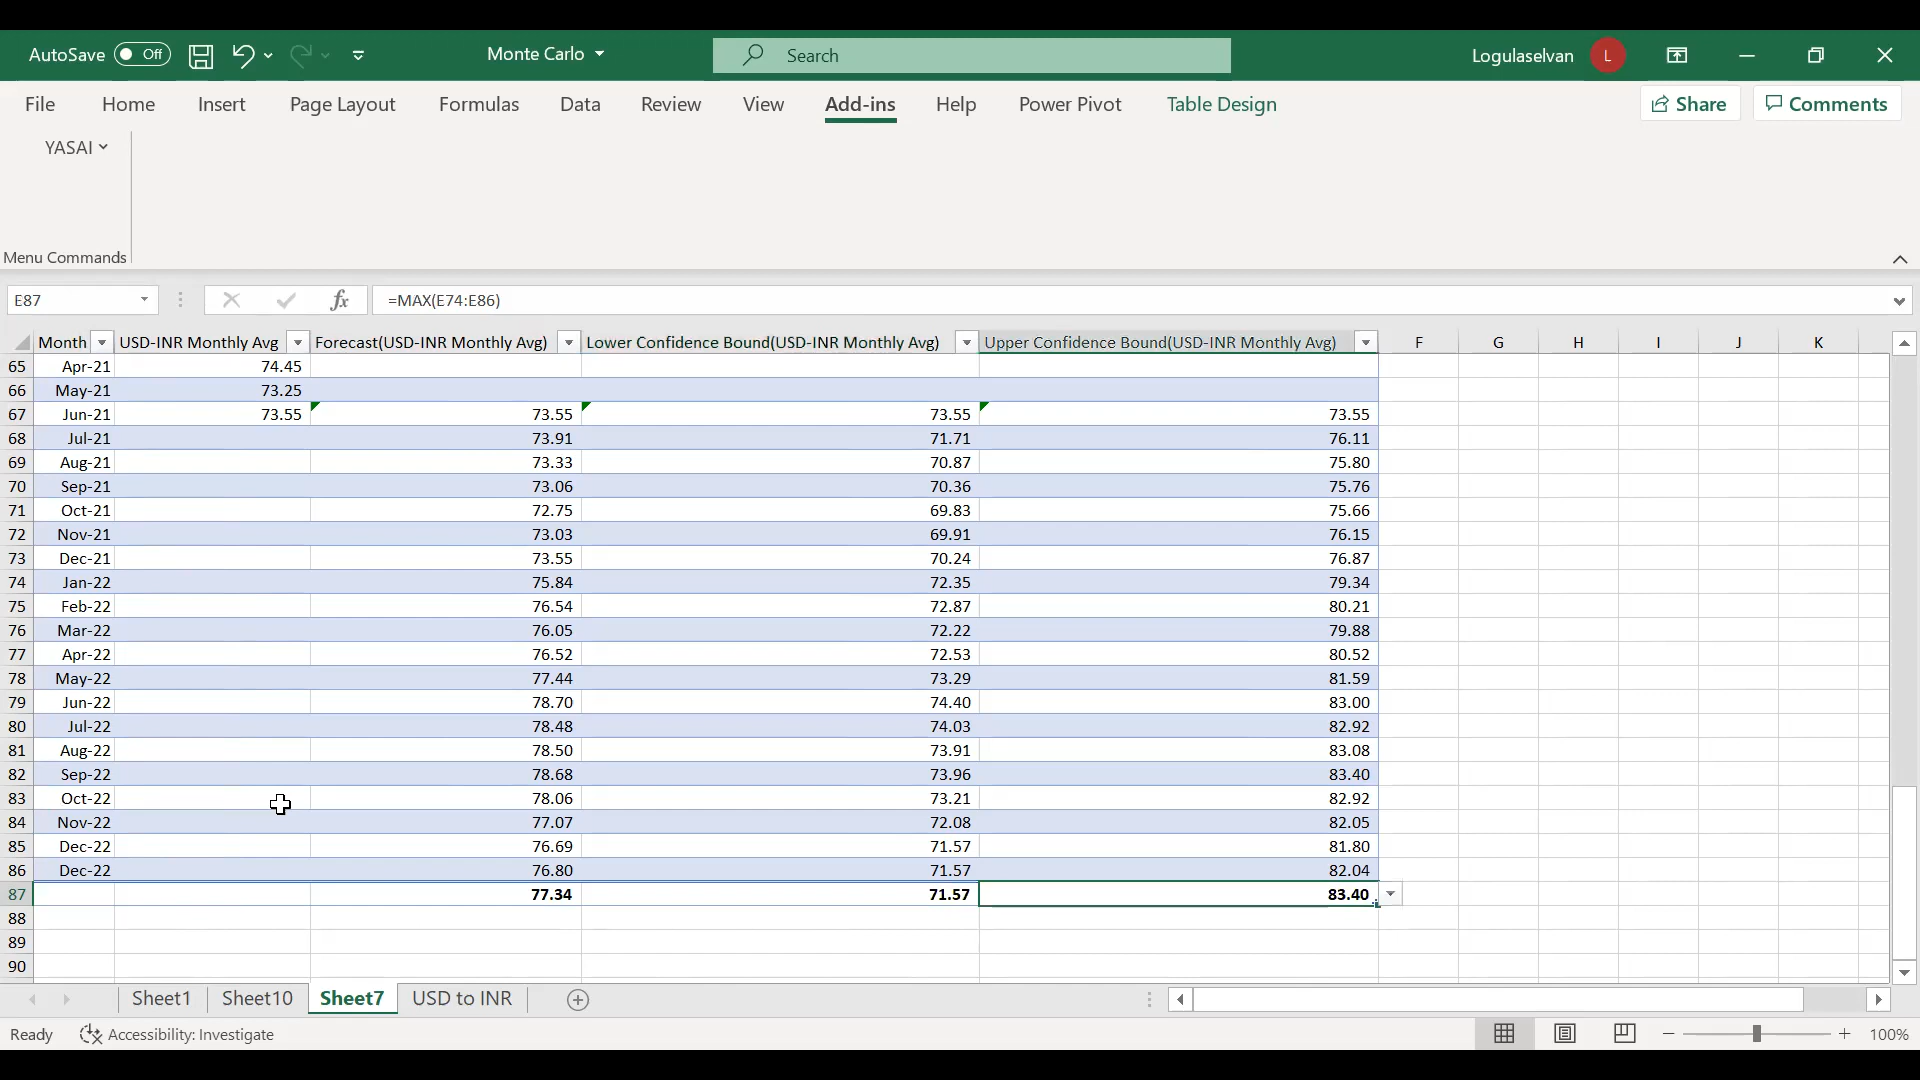 AutoSave Off Monte Carlo Search Logulaselvan L
File Home Insert Page Layout Formulas Data Review View Add-ins Help Power Pivot Table Design Share Comments
YASAI
Menu Commands
E87 fx =MAX(E74:E86)
Month USD-INR Monthly Avg Forecast(USD-INR Monthly Avg) Lower Confidence Bound(USD-INR Monthly Avg) Upper Confidence Bound(USD-INR Monthly Avg) F G H I J K
65 Apr-21 74.45
66 May-21 73.25
67 Jun-21 73.55 73.55 73.55 73.55
68 Jul-21 73.91 71.71 76.11
69 Aug-21 73.33 70.87 75.80
70 Sep-21 73.06 70.36 75.76
71 Oct-21 72.75 69.83 75.66
72 Nov-21 73.03 69.91 76.15
73 Dec-21 73.55 70.24 76.87
74 Jan-22 75.84 72.35 79.34
75 Feb-22 76.54 72.87 80.21
76 Mar-22 76.05 72.22 79.88
77 Apr-22 76.52 72.53 80.52
78 May-22 77.44 73.29 81.59
79 Jun-22 78.70 74.40 83.00
80 Jul-22 78.48 74.03 82.92
81 Aug-22 78.50 73.91 83.08
82 Sep-22 78.68 73.96 83.40
83 Oct-22 78.06 73.21 82.92
84 Nov-22 77.07 72.08 82.05
85 Dec-22 76.69 71.57 81.80
86 Dec-22 76.80 71.57 82.04
87 77.34 71.57 83.40
88
89
90
Sheet1 Sheet10 Sheet7 USD to INR
Ready Accessibility: Investigate 100%